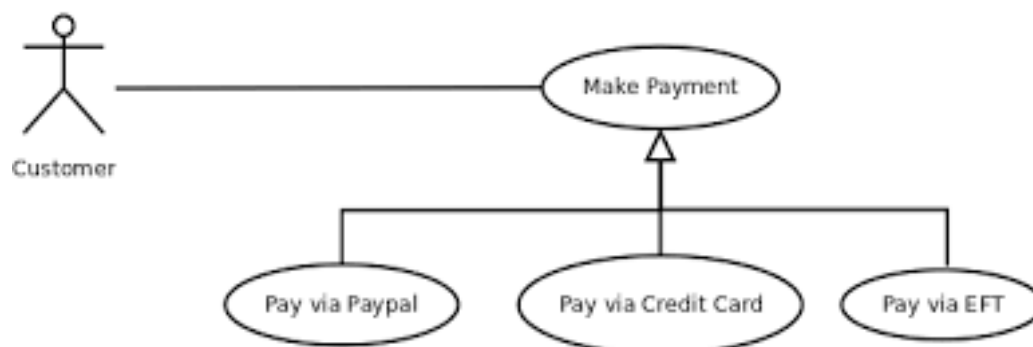 Make Payment
Customer
Pay via Paypal
Pay via Credit Card
Pay via EFT